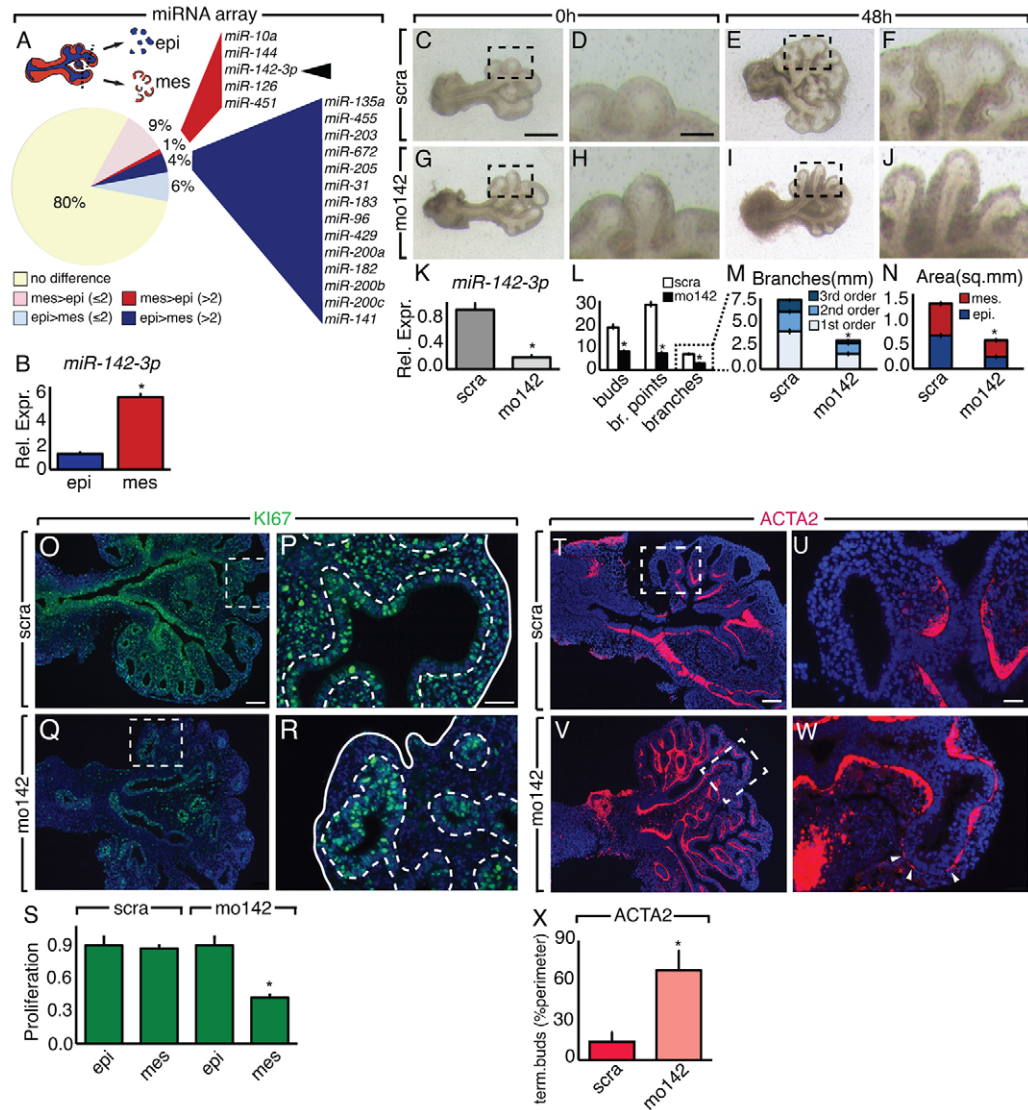 miRNA array
A
epi
mes
miR-10a
miR-144
miR-142-3p
miR-126
miR-451
9%
1%
4%
6%
80%
miR-135a
miR-455
miR-203
miR-672
miR-205
miR-31
miR-183
miR-96
miR-429
miR-200a
miR-182
miR-200b
miR-200c
miR-141
no difference
mes>epi (≤2)
mes>epi (>2)
epi>mes (≤2)
epi>mes (>2)
B
miR-142-3p
*
Rel. Expr.
6
4
2
0
epi
mes
0h
48h
scra
C
D
E
F
mo142
G
H
I
J
K
miR-142-3p
Rel. Expr.
0.8
0.4
0.0
*
scra
mo142
L
scra
mo142
30
20
10
0
*
*
*
buds
br. points
branches
M
Branches(mm)
3rd order
2nd order
1st order
7.5
5.0
2.5
0
*
scra
mo142
N
Area(sq.mm)
mes.
epi.
1.5
1.0
0.5
0
*
scra
mo142
KI67
scra
O
P
mo142
Q
R
ACTA2
scra
T
U
mo142
V
W
S
scra
mo142
Proliferation
0.9
0.6
0.3
0.0
*
epi
mes
epi
mes
X
ACTA2
term.buds (%perimeter)
90
60
30
0
*
scra
mo142